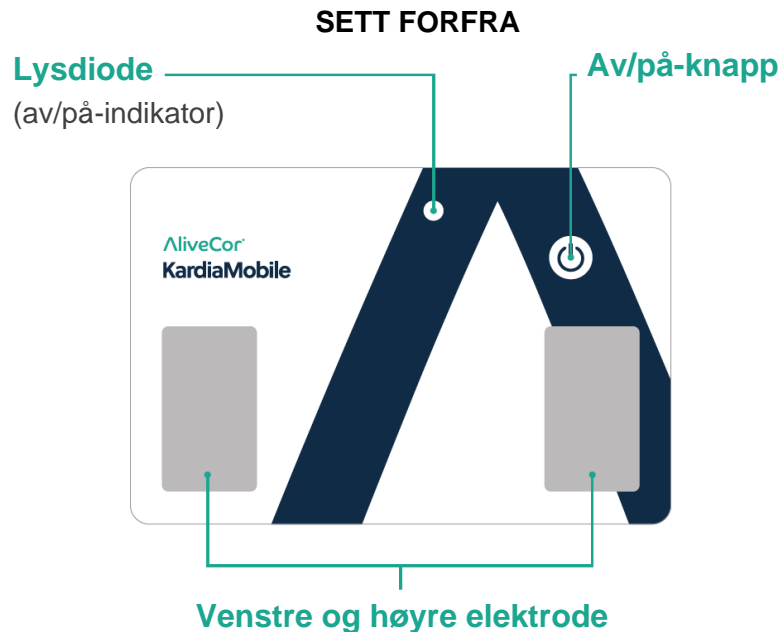 SETT FORFRA
Lysdiode
(av/på-indikator)
Av/på-knapp
AliveCor
KardiaMobile
Venstre og høyre elektrode